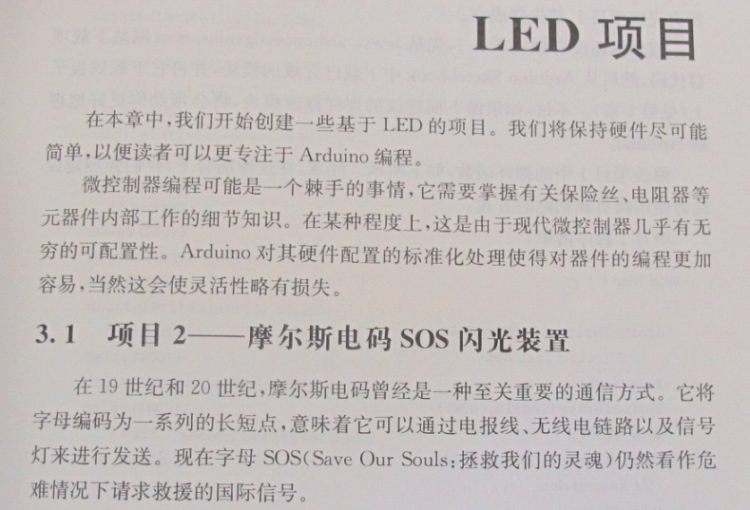 LED 项目
在本章中,我们开始创建一些基于 LED 的项目。我们将保持硬件尽可能
简单,以便读者可以更专注于 Arduino 编程。
微控制器编程可能是一个棘手的事情,它需要掌握有关保险丝、电阻器等
元器件内部工作的细节知识。在某种程度上,这是由于现代微控制器几乎有无
穷的可配置性。Arduino 对其硬件配置的标准化处理使得对器件的编程更加
容易,当然这会使灵活性略有损失。
3.1 项目 2——摩尔斯电码 SOS 闪光装置
在 19 世纪和 20 世纪,摩尔斯电码曾经是一种至关重要的通信方式。它将
字母编码为一系列的长短点,意味着它可以通过电报线、无线电链路以及信号
灯来进行发送。现在字母 SOS(Save Our Souls:拯救我们的灵魂)仍然看作危
难情况下请求救援的国际信号。